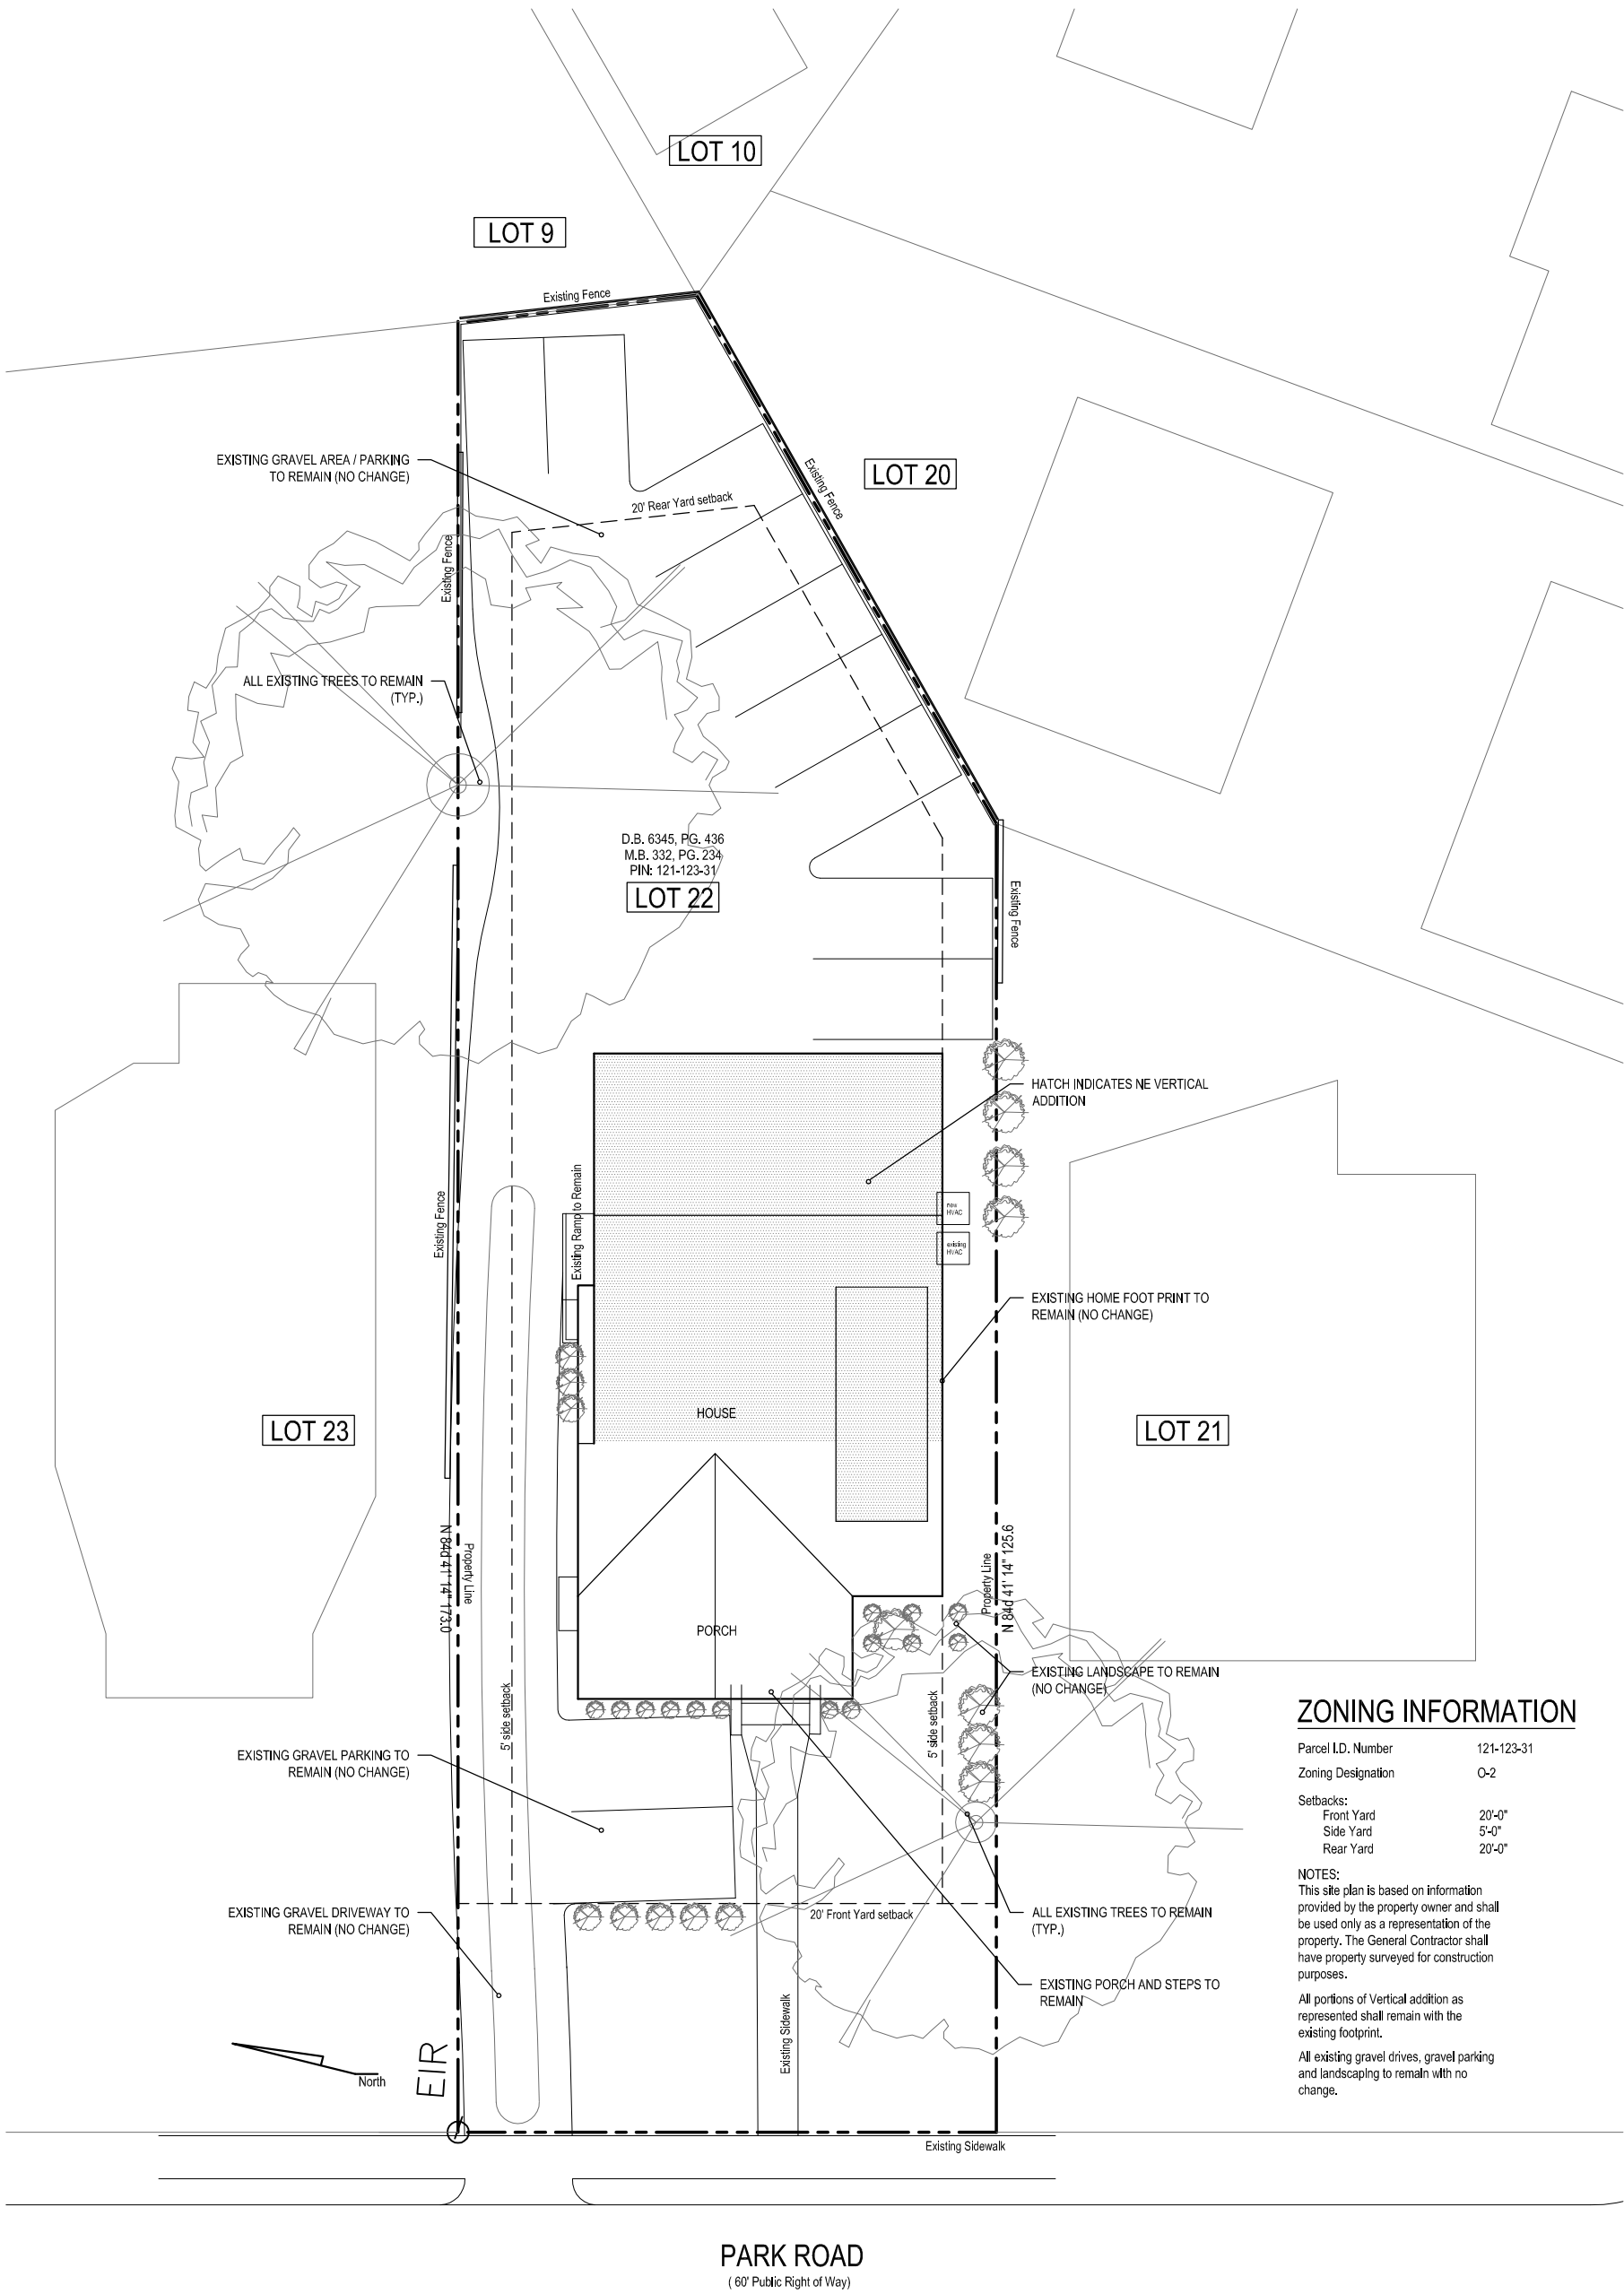 LOT 10
LOT 9
Existing Fence
EXISTING GRAVEL AREA / PARKING
TO REMAIN (NO CHANGE)
LOT 20
Existing Fence
20' Rear Yard setback
Existing Fence
ALL EXISTING TREES TO REMAIN
(TYP.)
D.B. 6345, PG. 436
M.B. 332, PG. 234
PIN: 121-123-31
LOT 22
Existing Fence
HATCH INDICATES NE VERTICAL
ADDITION
Existing Ramp to Remain
New
HVAC
existing
HVAC
Existing Fence
EXISTING HOME FOOT PRINT TO
REMAIN (NO CHANGE)
HOUSE
LOT 23
LOT 21
N 84d 41' 14" 173.0
Property Line
Property Line
N 84d 41' 14" 125.6
PORCH
EXISTING LANDSCAPE TO REMAIN
(NO CHANGE)
5' side setback
5' side setback
EXISTING GRAVEL PARKING TO
REMAIN (NO CHANGE)
EXISTING GRAVEL DRIVEWAY TO
REMAIN (NO CHANGE)
20' Front Yard setback
ALL EXISTING TREES TO REMAIN
(TYP.)
EXISTING PORCH AND STEPS TO
REMAIN
Existing Sidewalk
North
EIR
Existing Sidewalk
ZONING INFORMATION
Parcel I.D. Number 121-123-31
Zoning Designation O-2
Setbacks:
Front Yard 20'-0"
Side Yard 5'-0"
Rear Yard 20'-0"
NOTES:
This site plan is based on information
provided by the property owner and shall
be used only as a representation of the
property. The General Contractor shall
have property surveyed for construction
purposes.
All portions of Vertical addition as
represented shall remain with the
existing footprint.
All existing gravel drives, gravel parking
and landscaping to remain with no
change.
PARK ROAD
( 60' Public Right of Way)